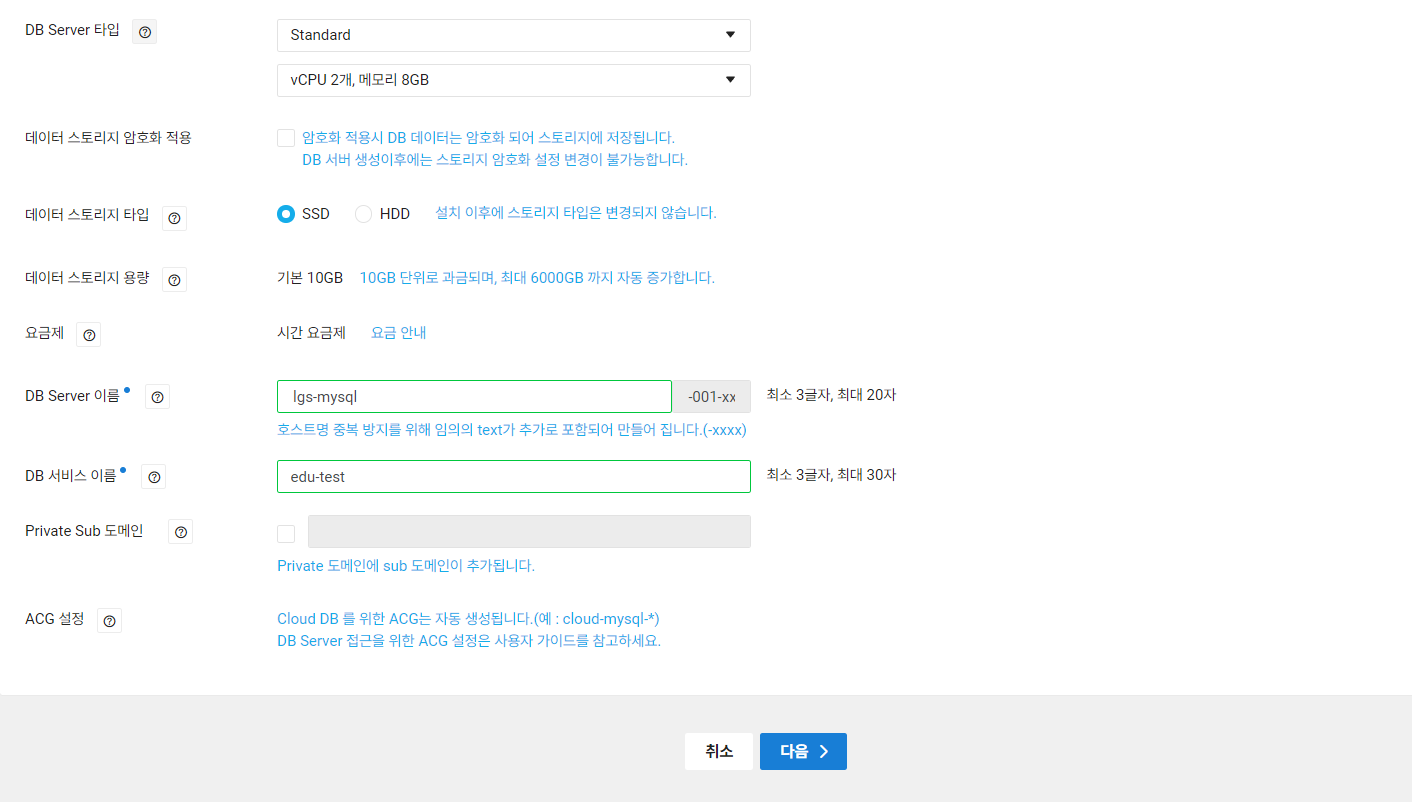 DB Server 타입
Standard
vCPU 2개, 메모리 8GB
데이터 스토리지 암호화 적용
암호화 적용시 DB 데이터는 암호화 되어 스토리지에 저장됩니다.
DB 서버 생성이후에는 스토리지 암호화 설정 변경이 불가능합니다.
데이터 스토리지 타입
SSD HDD 설치 이후에 스토리지 타입은 변경되지 않습니다.
데이터 스토리지 용량
기본 10GB 10GB 단위로 과금되며, 최대 6000GB 까지 자동 증가합니다.
요금제
시간 요금제 요금 안내
DB Server 이름
lgs-mysql -001-xx 최소 3글자, 최대 20자
호스트명 중복 방지를 위해 임의의 text가 추가로 포함되어 만들어 집니다.(-xxxx)
DB 서비스 이름
edu-test 최소 3글자, 최대 30자
Private Sub 도메인
Private 도메인에 sub 도메인이 추가됩니다.
ACG 설정
Cloud DB 를 위한 ACG는 자동 생성됩니다.(예 : cloud-mysql-*)
DB Server 접근을 위한 ACG 설정은 사용자 가이드를 참고하세요.
취소 다음